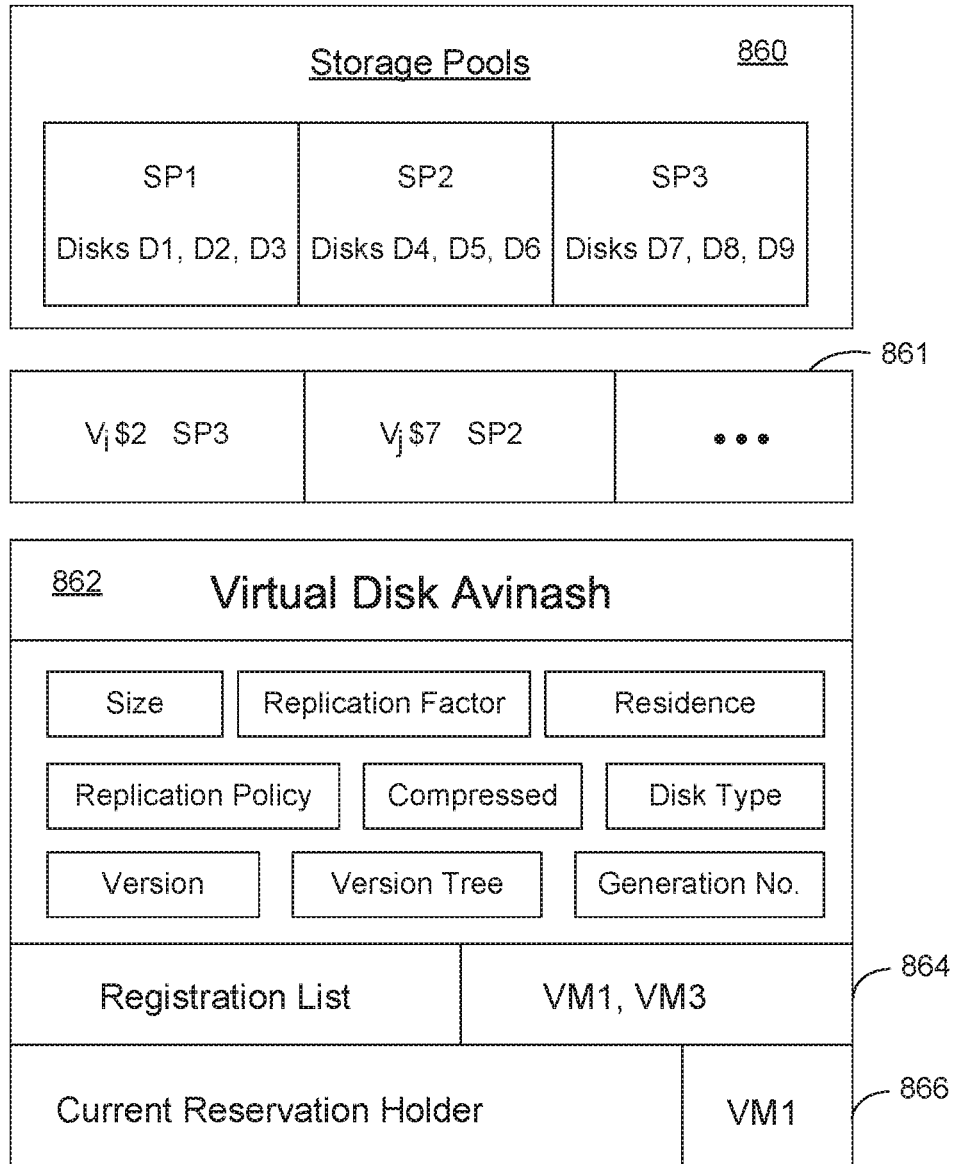 Storage Pools 860
SP1 SP2 SP3
Disks D1, D2, D3 Disks D4, D5, D6 Disks D7, D8, D9
861
Vi$2 SP3 Vj$7 SP2 •••
862 Virtual Disk Avinash
Size Replication Factor Residence
Replication Policy Compressed Disk Type
Version Version Tree Generation No.
Registration List VM1, VM3 864
Current Reservation Holder VM1 866